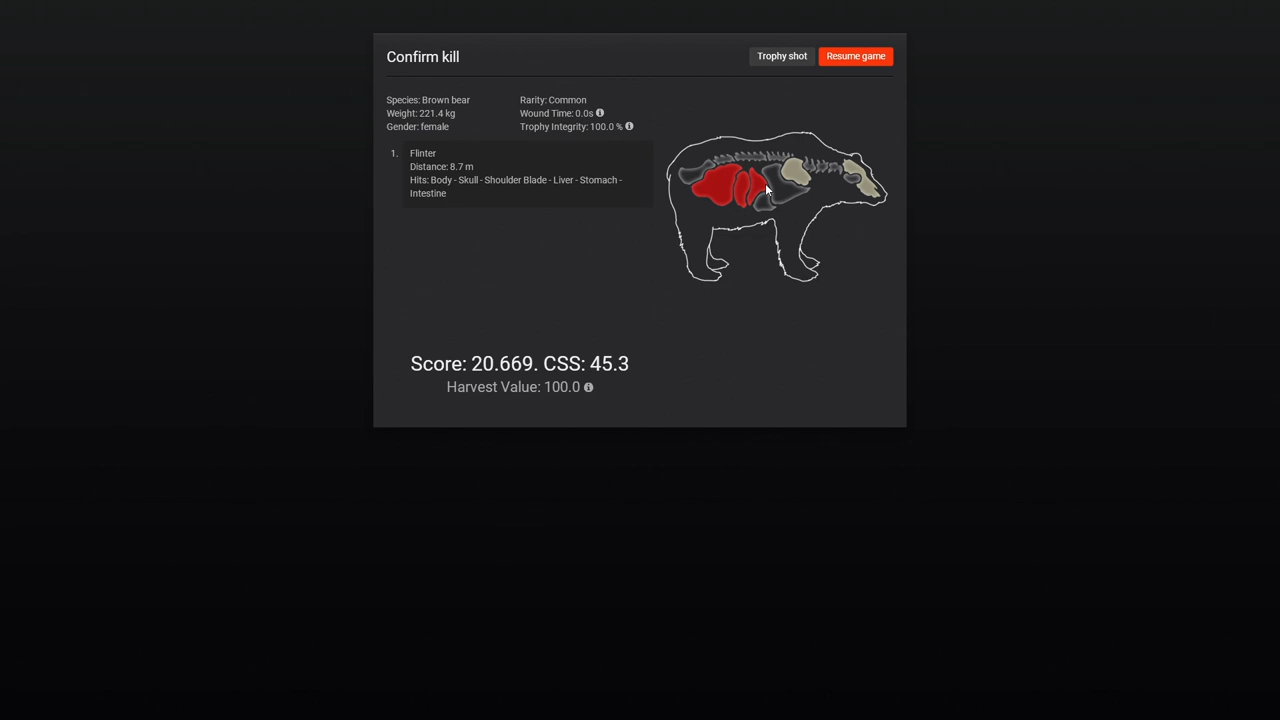 Confirm kill
Trophy shot
Resume game
Species: Brown bear
Weight: 221.4 kg
Gender: female
Rarity: Common
Wound Time: 0.0s
Trophy Integrity: 100.0 %
1.
Flinter
Distance: 8.7 m
Hits: Body - Skull - Shoulder Blade - Liver - Stomach -
Intestine
Score: 20.669. CSS: 45.3
Harvest Value: 100.0